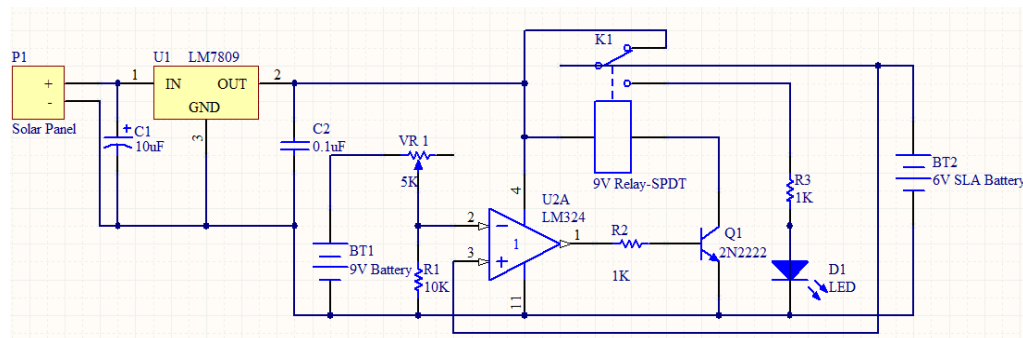 P1
+
-
Solar Panel
1
U1 LM7809
IN OUT
GND
2
3
+
C1
10uF
C2
0.1uF
VR 1
5K
BT1
9V Battery
R1
10K
K1
9V Relay-SPDT
4
U2A
LM324
2
3
1
1
11
R2
1K
Q1
2N2222
R3
1K
D1
LED
BT2
6V SLA Battery